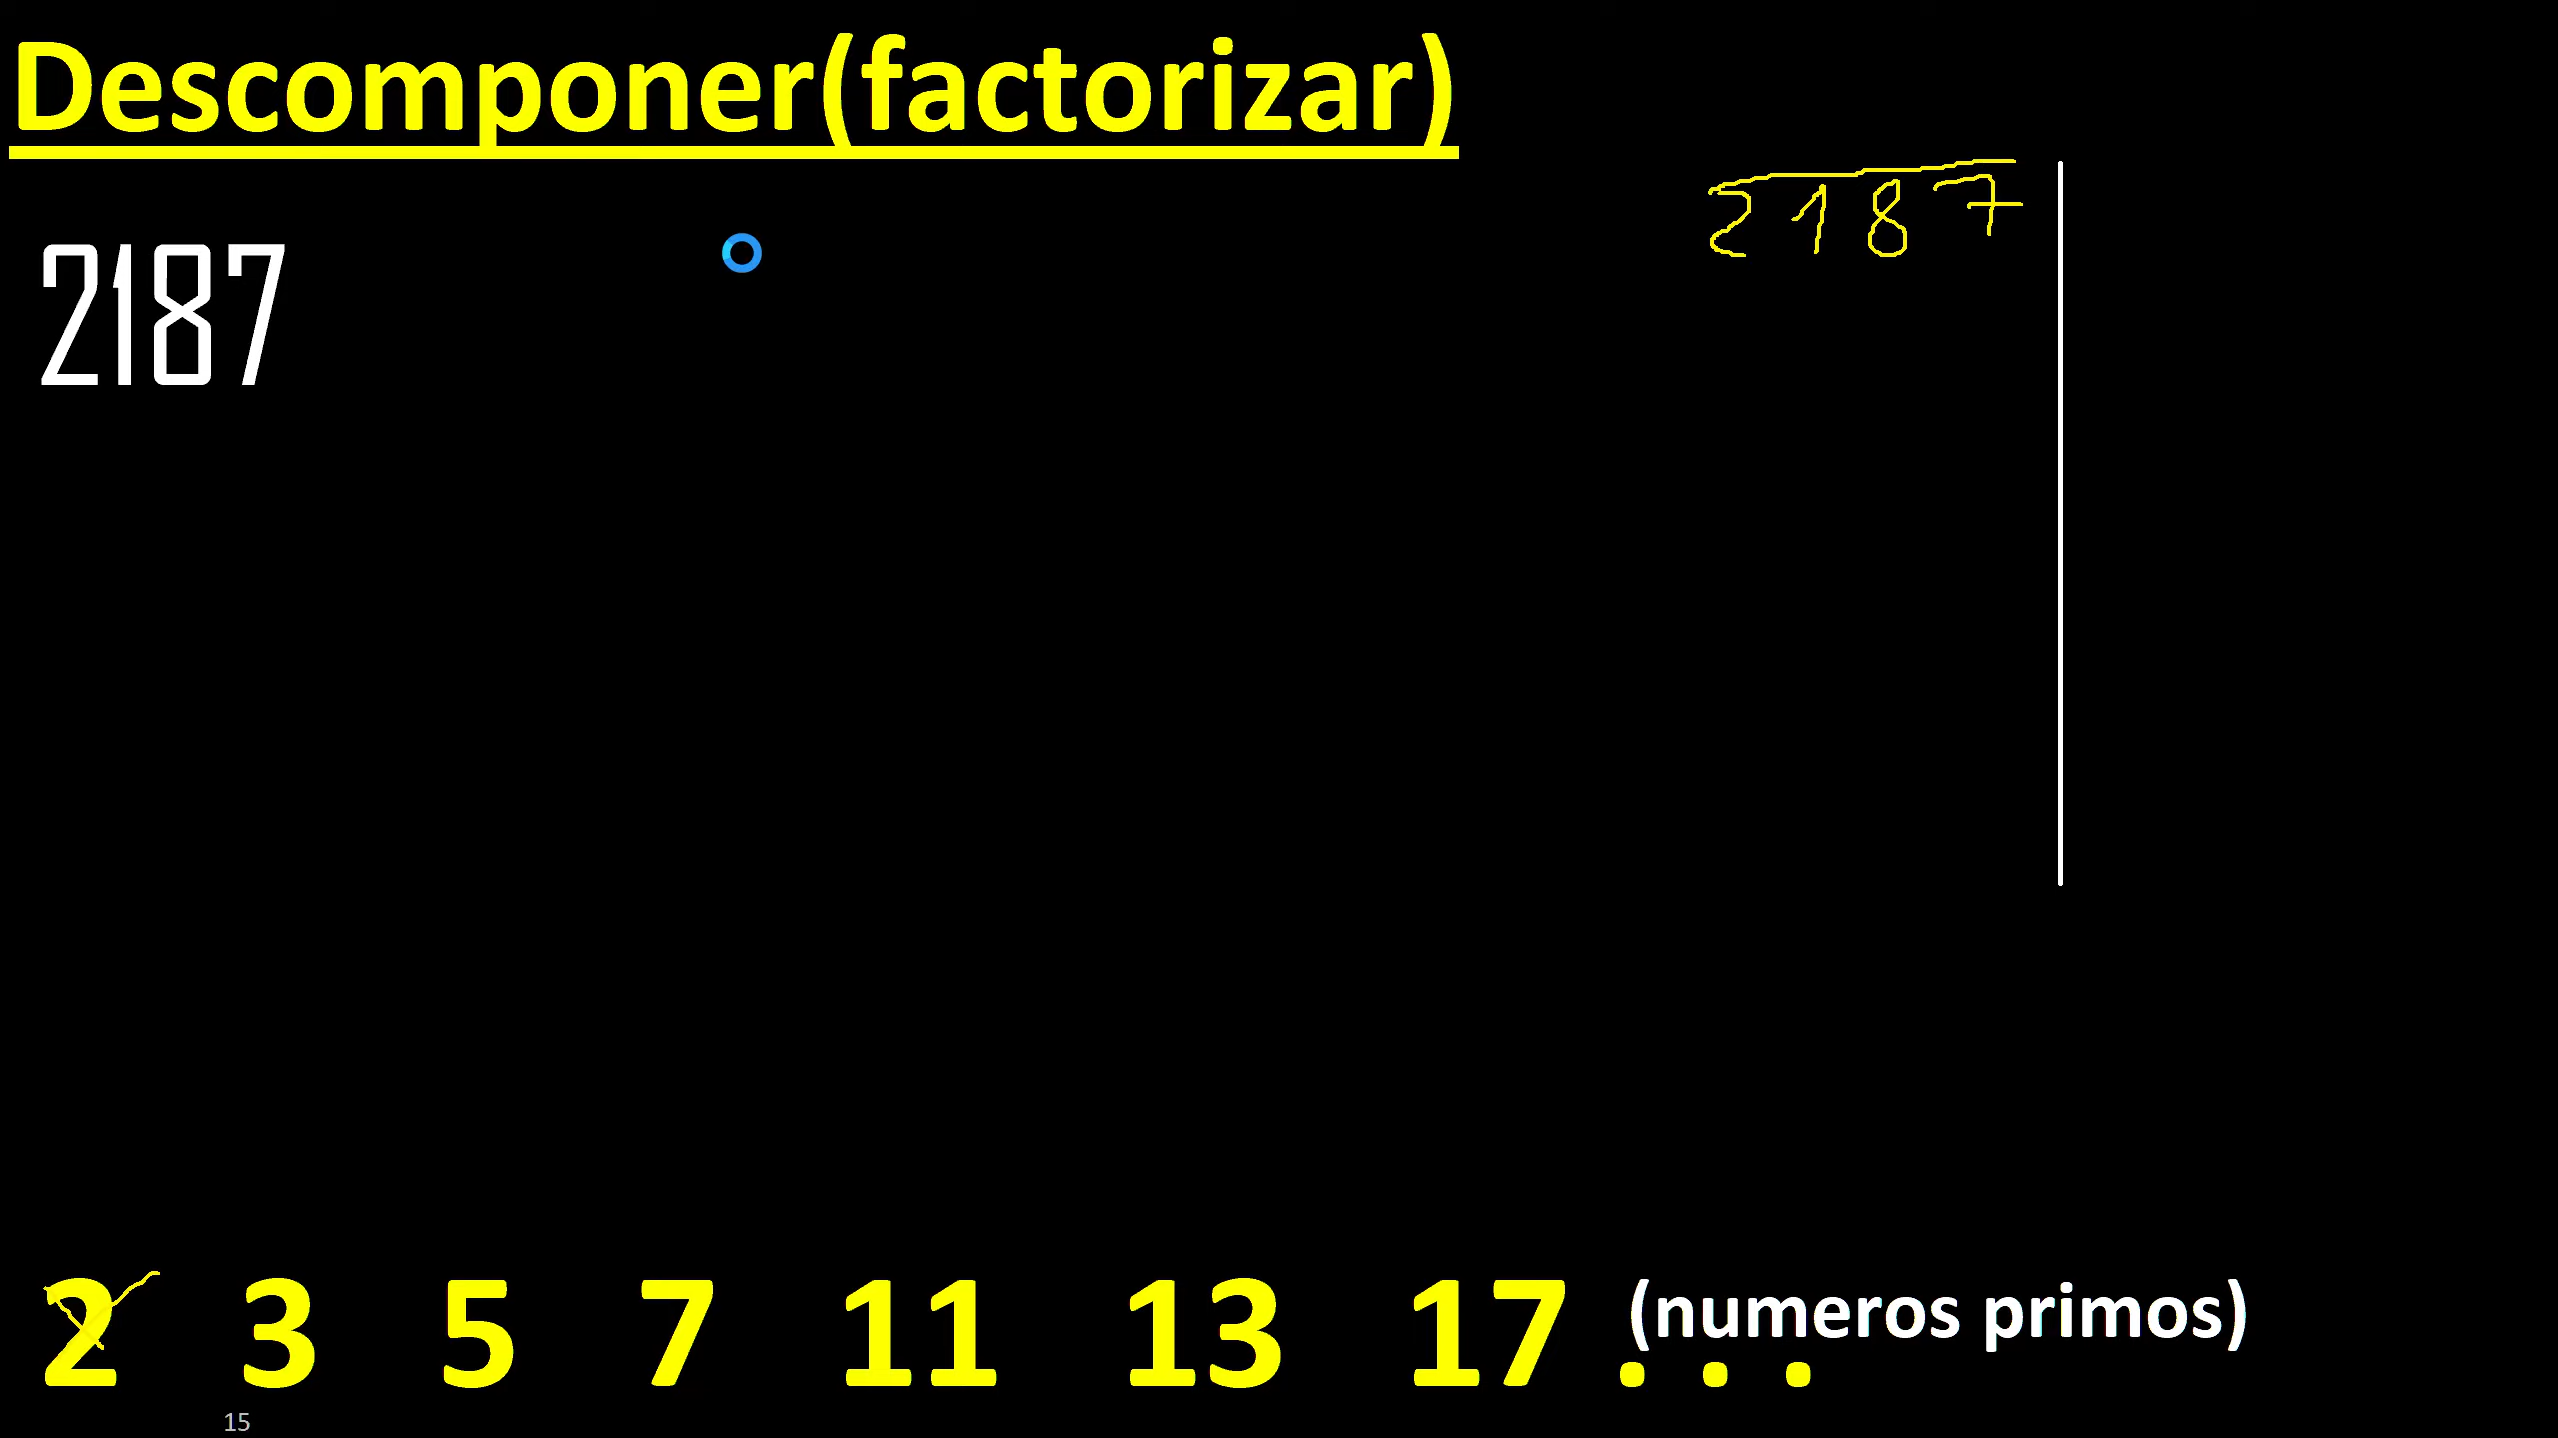 Descomponer(factorizar)
2187
2187
2 3 5 7 11 13 17 . . . (numeros primos)
15